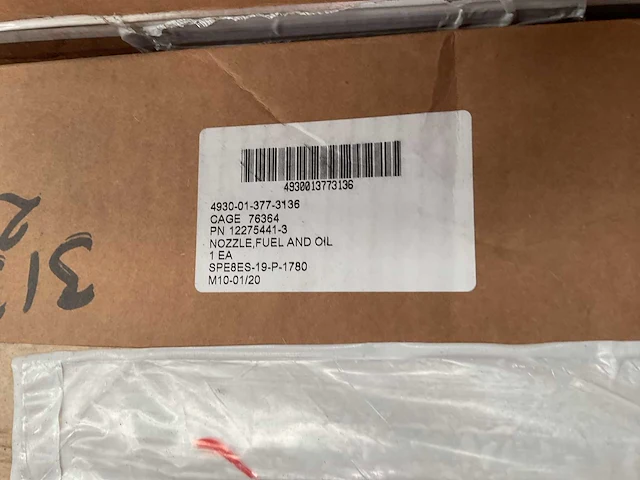 4930013773136
4930-01-377-3136
CAGE 76364
PN 12275441-3
NOZZLE,FUEL AND OIL
1 EA
SPE8ES-19-P-1780
M10-01/20